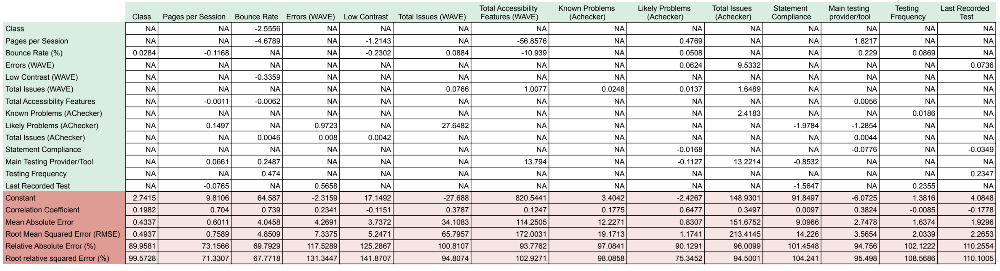 Class Pages per Session Bounce Rate Errors (WAVE) Low Contrast Total Issues (WAVE) Total Accessibility Features (WAVE) Known Problems (Achecker) Likely Problems (Achecker) Total Issues (Achecker) Statement Compliance Main testing provider/tool Testing Frequency Last Recorded Test
Class NA NA -2.5556 NA NA NA NA NA NA NA NA NA NA NA
Pages per Session NA NA -4.6789 NA -1.2143 NA -56.8576 NA 0.4769 NA NA 1.8217 NA NA
Bounce Rate (%) 0.0284 -0.1168 NA NA -0.2302 0.0884 -10.939 NA 0.0508 NA NA 0.229 0.0869 NA
Errors (WAVE) NA NA NA NA NA NA NA NA 0.0624 9.5332 NA NA NA 0.0736
Low Contrast (WAVE) NA NA -0.3359 NA NA NA NA NA NA NA NA NA NA NA
Total Issues (WAVE) NA NA NA NA NA 0.0766 1.0077 0.0248 0.0137 1.6489 NA NA NA NA
Total Accessibility Features NA -0.0011 -0.0062 NA NA NA NA NA NA NA NA 0.0056 NA NA
Known Problems (AChecker) NA NA NA NA NA NA NA NA NA 2.4183 NA NA 0.0186 NA
Likely Problems (AChecker) NA 0.1497 NA 0.9723 NA 27.6482 NA NA NA NA -1.9784 -1.2854 NA NA
Total Issues (AChecker) NA NA 0.0046 0.008 0.0042 NA NA NA NA NA NA 0.0044 NA NA
Statement Compliance NA NA NA NA NA NA NA NA -0.0168 NA NA -0.0776 NA -0.0349
Main Testing Provider/Tool NA 0.0661 0.2487 NA NA NA 13.794 NA -0.1127 13.2214 -0.8532 NA NA NA
Testing Frequency NA NA 0.474 NA NA NA NA NA NA NA NA NA NA 0.2347
Last Recorded Test NA -0.0765 NA 0.5658 NA NA NA NA NA NA -1.5647 NA 0.2355 NA
Constant 2.7415 9.8106 64.587 -2.3159 17.1492 -27.688 820.5441 3.4042 -2.4267 148.9301 91.8497 -6.0725 1.3816 4.0848
Correlation Coefficient 0.1982 0.704 0.739 0.2341 -0.1151 0.3787 0.1247 0.1775 0.6477 0.3497 0.0097 0.3824 -0.0085 -0.1778
Mean Absolute Error 0.4337 0.6011 4.0458 4.2691 3.7372 34.1083 114.2505 12.2271 0.8307 151.6752 9.0966 2.7478 1.6374 1.9296
Root Mean Squared Error (RMSE) 0.4937 0.7589 4.8509 7.3375 5.2471 65.7957 172.0031 19.1713 1.1741 213.4145 14.226 3.5654 2.0339 2.2653
Relative Absolute Error (%) 89.9581 73.1566 69.7929 117.5289 125.2867 100.8107 93.7762 97.0841 90.1291 96.0099 101.4548 94.756 102.1222 110.2554
Root relative squared Error (%) 99.5728 71.3307 67.7718 131.3447 141.8707 94.8074 102.9271 98.0858 75.3452 94.5001 104.241 95.498 108.5686 110.1005